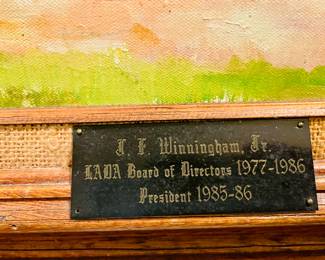 J. F. Winningham, Jr.
LADA Board of Directors 1977-1986
President 1985-86